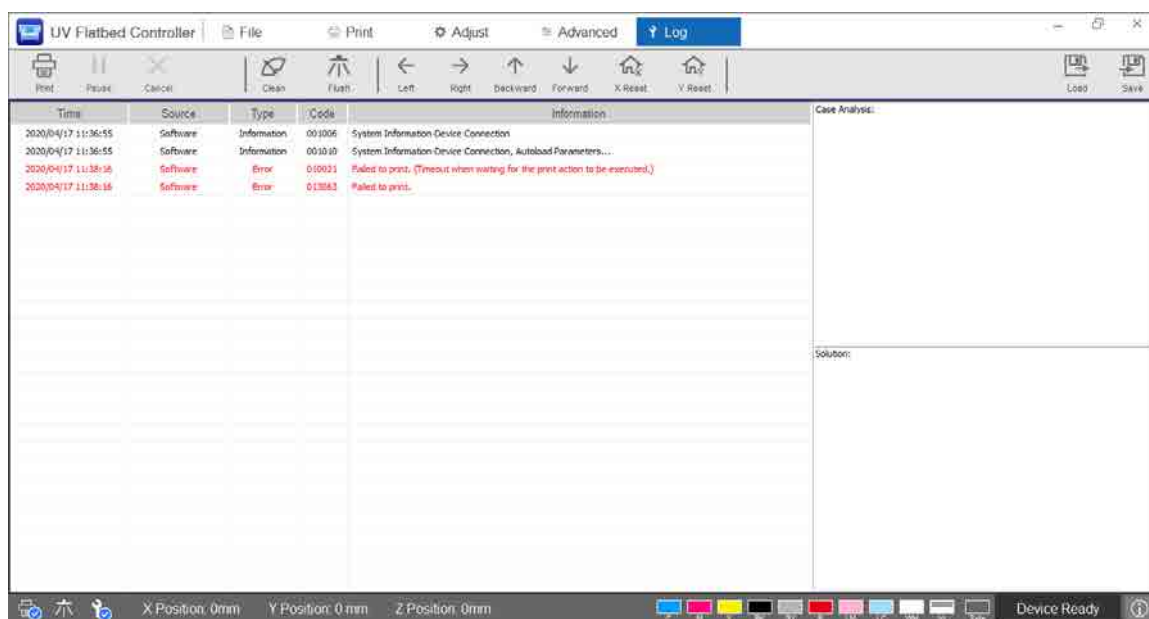 UV Flatbed Controller File Print Adjust Advanced Log
Print Pause Cancel Clean Flush Left Right Backward Forward X Reset Y Reset Load Save
Time Source Type Code Information Case Analysis:
2020/04/17 11:36:55 Software Information 001006 System Information-Device Connection
2020/04/17 11:36:55 Software Information 001010 System Information-Device Connection, Autoload Parameters...
2020/04/17 11:38:16 Software Error 010021 Failed to print. (Timeout when waiting for the print action to be executed.)
2020/04/17 11:38:16 Software Error 013063 Failed to print.
Solution:
X Position: 0mm Y Position: 0 mm Z Position: 0mm Device Ready